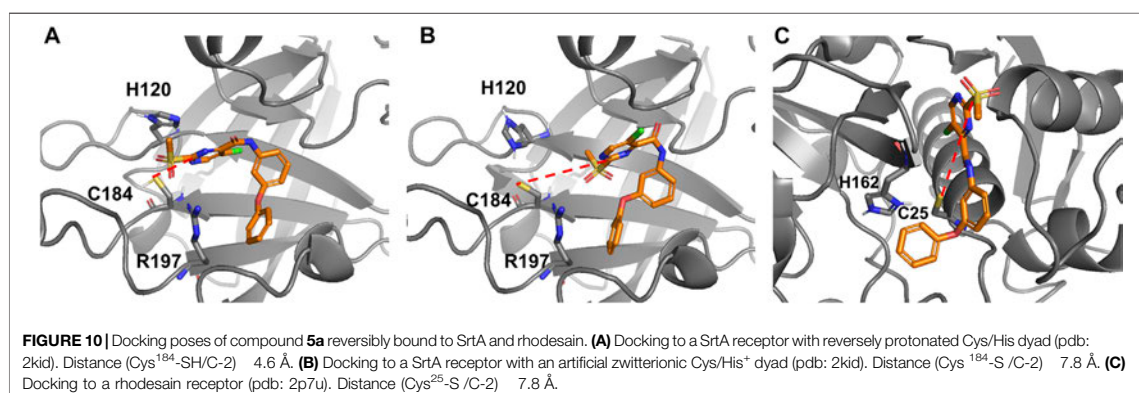 A
B
C
H120
H120
C184
C184
H162
C25
R197
R197
FIGURE 10 | Docking poses of compound 5a reversibly bound to SrtA and rhodesain. (A) Docking to a SrtA receptor with reversely protonated Cys/His dyad (pdb:
2kid). Distance (Cys184-SH/C-2) 4.6 Å. (B) Docking to a SrtA receptor with an artificial zwitterionic Cys/His+ dyad (pdb: 2kid). Distance (Cys 184-S /C-2) 7.8 Å. (C)
Docking to a rhodesain receptor (pdb: 2p7u). Distance (Cys25-S /C-2) 7.8 Å.